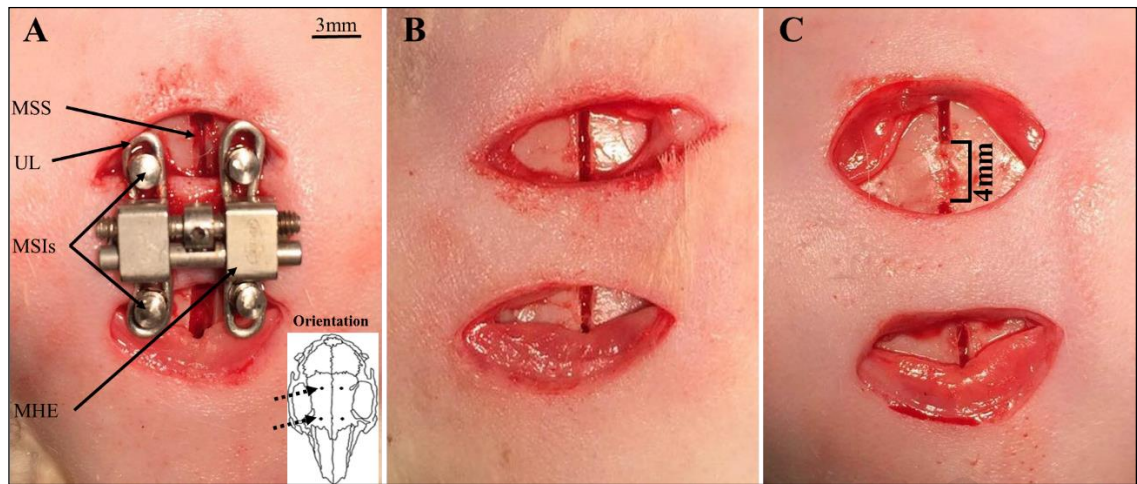 A
3mm
MSS
UL
MSIs
MHE
Orientation
B
C
4mm